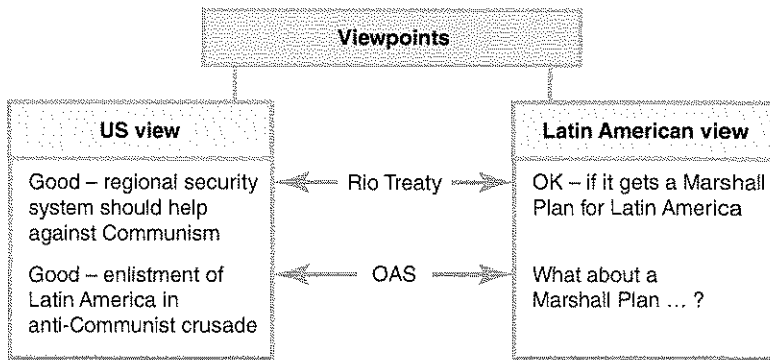 Viewpoints
US view
Good – regional security
system should help
against Communism
Good – enlistment of
Latin America in
anti-Communist crusade
Rio Treaty
OAS
Latin American view
OK – if it gets a Marshall
Plan for Latin America
What about a
Marshall Plan ... ?